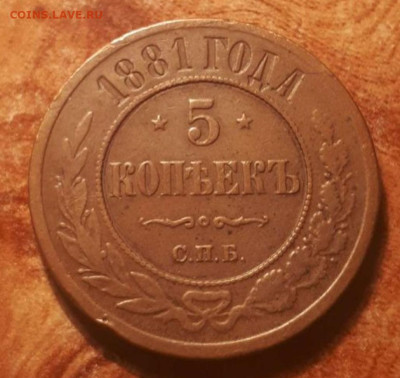 COINS.LAVE.RU
1881 ГОДА
5
КОПѢЕКЪ
С.П.Б.